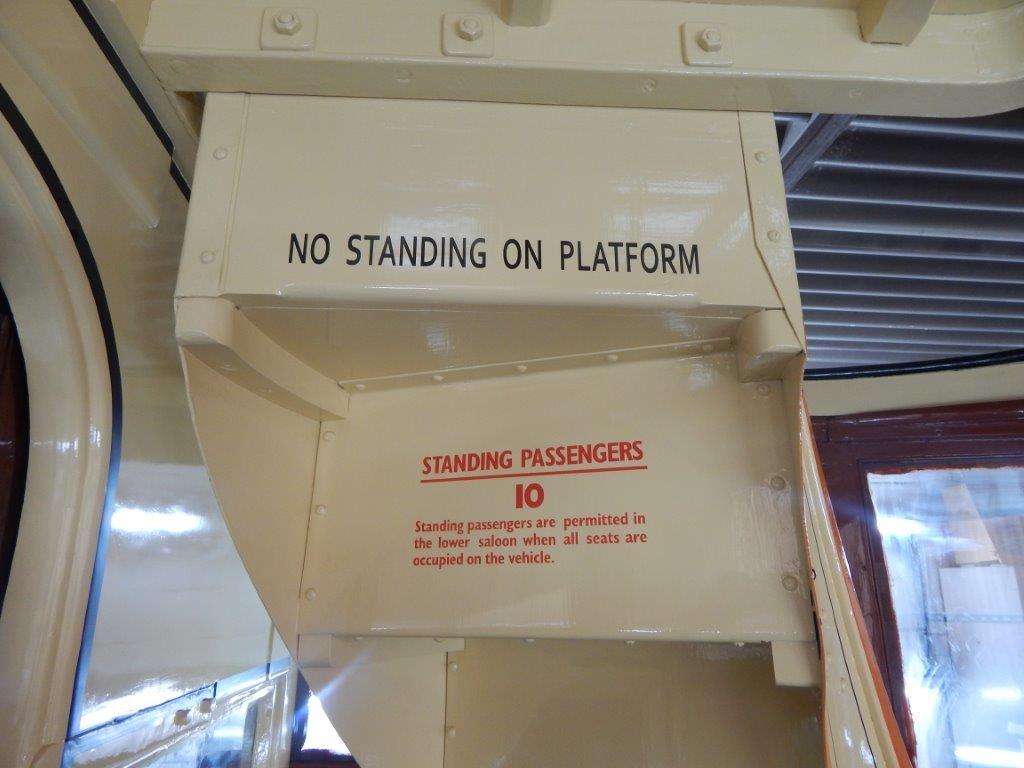 NO STANDING ON PLATFORM
STANDING PASSENGERS
10
Standing passengers are permitted in
the lower saloon when all seats are
occupied on the vehicle.